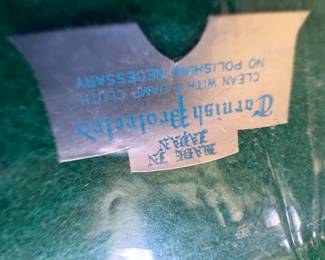 MADE IN
JAPAN
Tarnish Protected
CLEAN WITH A DAMP CLOTH
NO POLISHING NECESSARY